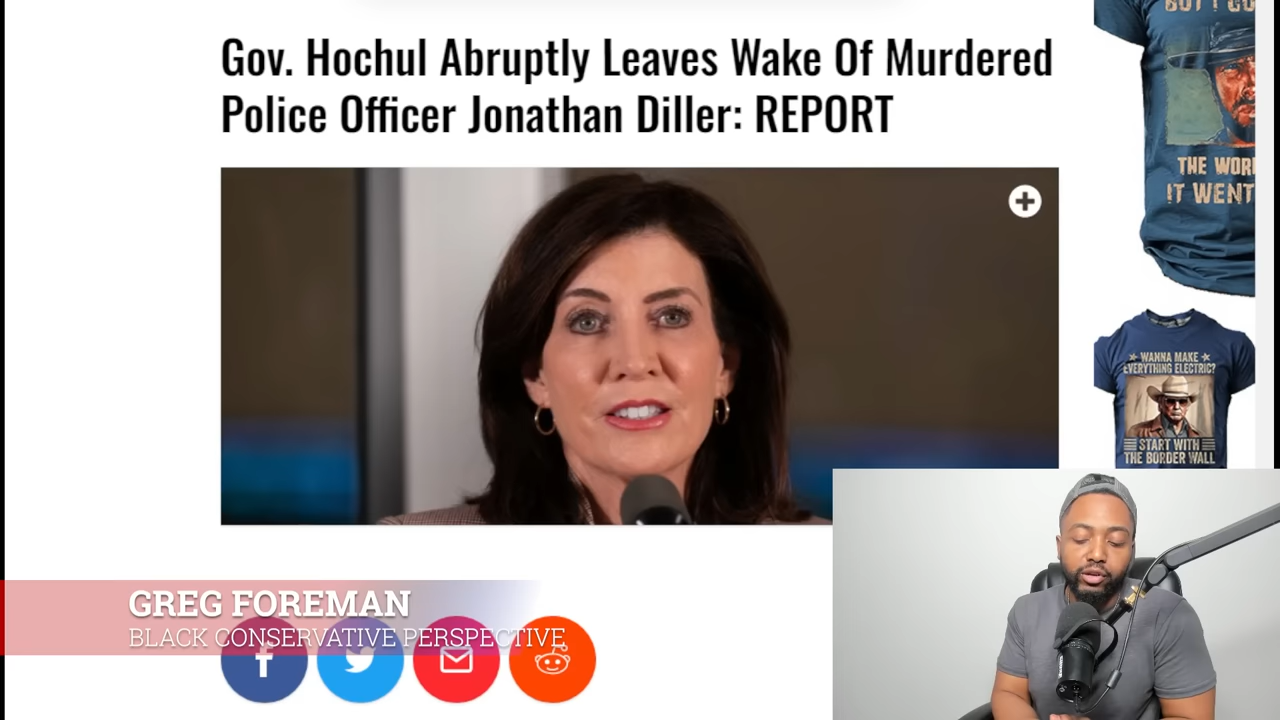 Gov. Hochul Abruptly Leaves Wake Of Murdered
Police Officer Jonathan Diller: REPORT
BUT I
THE
IT WENT
WANNA MAKE
EVERYTHING ELECTRIC?
START WITH
THE BORDER WALL
GREG FOREMAN
BLACK CONSERVATIVE PERSPECTIVE